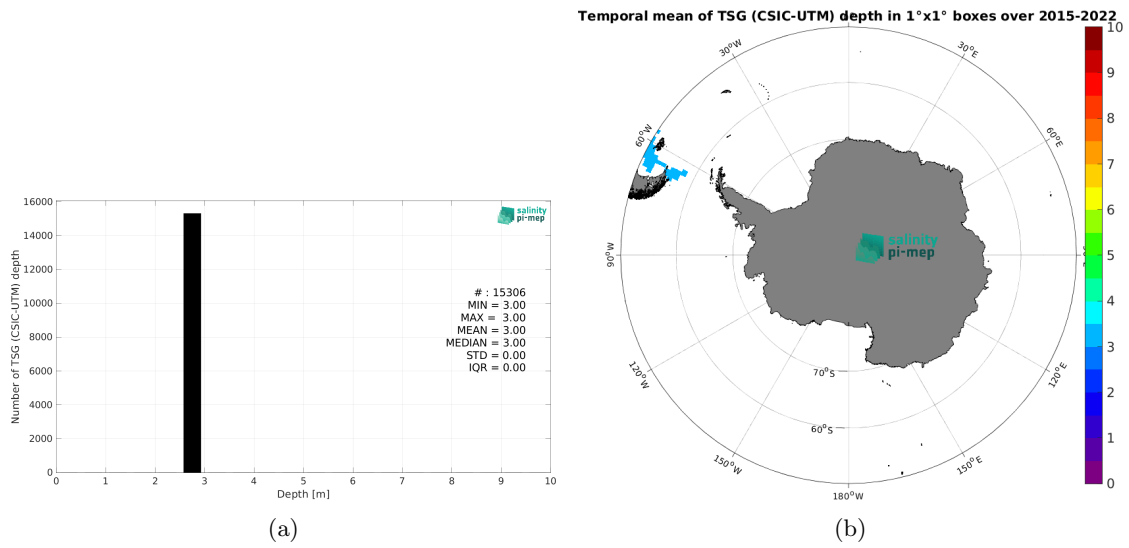 Temporal mean of TSG (CSIC-UTM) depth in 1°x1° boxes over 2015-2022
16000
14000
12000
10000
8000
6000
4000
2000
0
Number of TSG (CSIC-UTM) depth
salinity
pi-mep
# : 15306
MIN = 3.00
MAX = 3.00
MEAN = 3.00
MEDIAN = 3.00
STD = 0.00
IQR = 0.00
0 1 2 3 4 5 6 7 8 9 10
Depth [m]
(a)
30°W
30°E
60°W
60°E
90°W
salinity
pi-mep
120°W
120°E
70°S
60°S
150°W
150°E
180°W
10
9
8
7
6
5
4
3
2
1
0
(b)